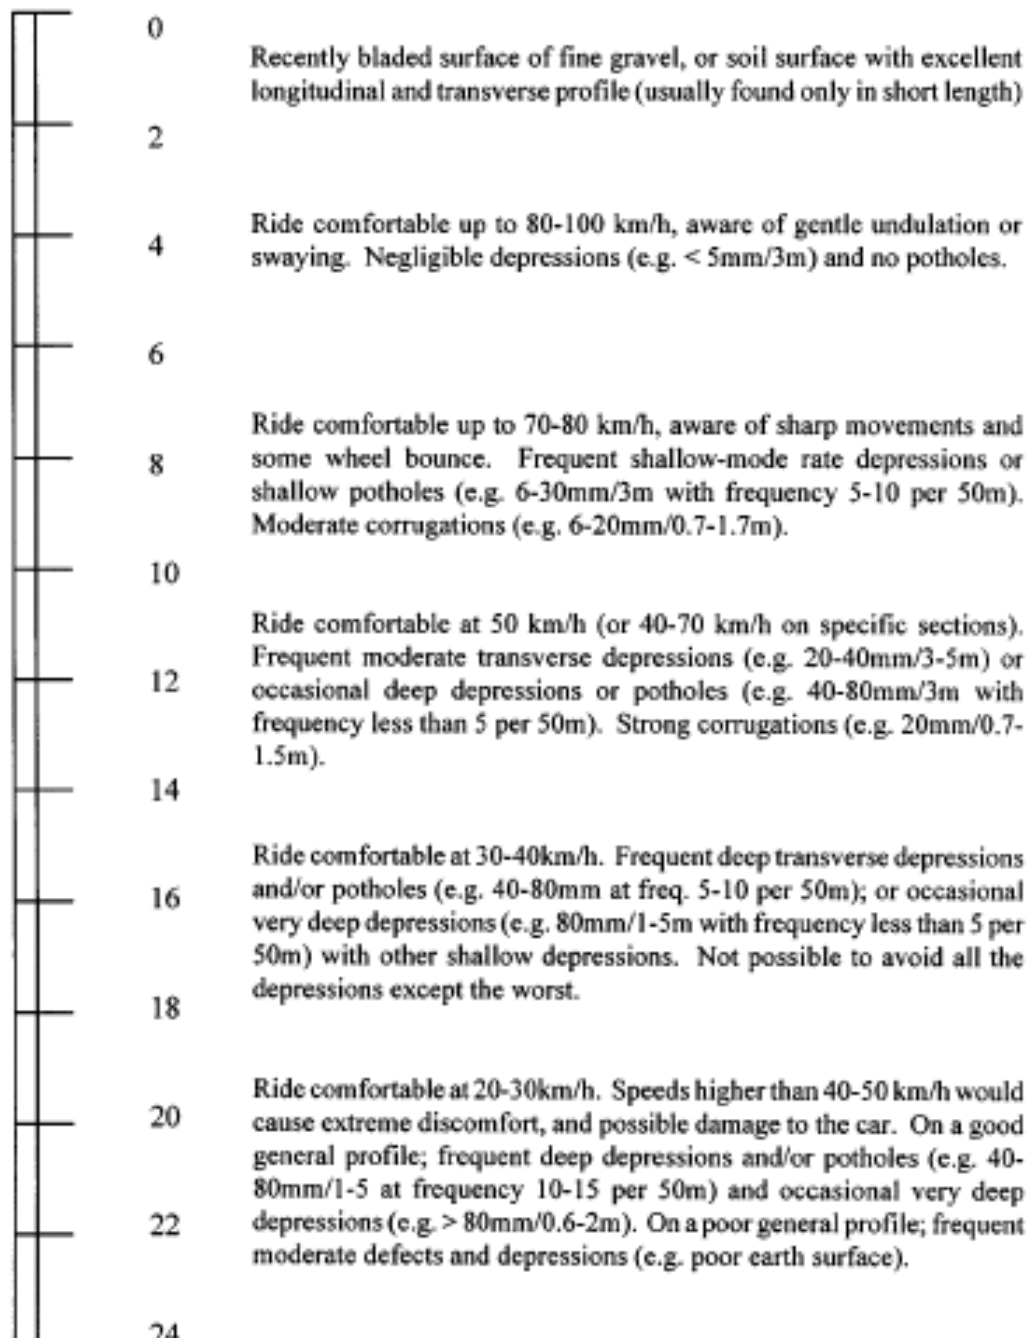 0
Recently bladed surface of fine gravel, or soil surface with excellent
longitudinal and transverse profile (usually found only in short length)
2
Ride comfortable up to 80-100 km/h, aware of gentle undulation or
4
swaying. Negligible depressions (e.g. < 5mm/3m) and no potholes.
6
Ride comfortable up to 70-80 km/h, aware of sharp movements and
8
some wheel bounce. Frequent shallow-mode rate depressions or
shallow potholes (e.g. 6-30mm/3m with frequency 5-10 per 50m).
Moderate corrugations (e.g. 6-20mm/0.7-1.7m).
10
Ride comfortable at 50 km/h (or 40-70 km/h on specific sections).
Frequent moderate transverse depressions (e.g. 20-40mm/3-5m) or
12
occasional deep depressions or potholes (e.g. 40-80mm/3m with
frequency less than 5 per 50m). Strong corrugations (e.g. 20mm/0.7-
1.5m).
14
Ride comfortable at 30-40km/h. Frequent deep transverse depressions
16
and/or potholes (e.g. 40-80mm at freq. 5-10 per 50m); or occasional
very deep depressions (e.g. 80mm/1-5m with frequency less than 5 per
50m) with other shallow depressions. Not possible to avoid all the
depressions except the worst.
18
Ride comfortable at 20-30km/h. Speeds higher than 40-50 km/h would
20
cause extreme discomfort, and possible damage to the car. On a good
general profile; frequent deep depressions and/or potholes (e.g. 40-
80mm/1-5 at frequency 10-15 per 50m) and occasional very deep
22
depressions (e.g. > 80mm/0.6-2m). On a poor general profile; frequent
moderate defects and depressions (e.g. poor earth surface).
24